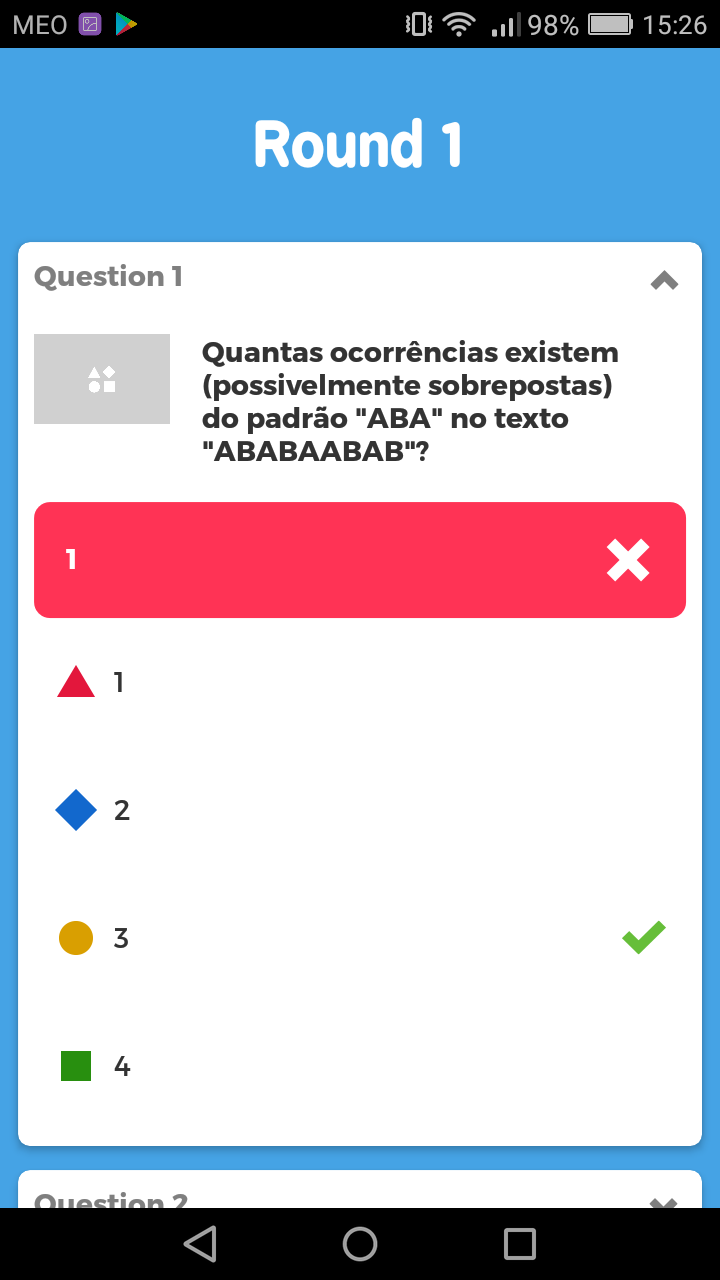 MEO 98% 15:26
Round 1
Question 1
Quantas ocorrências existem
(possivelmente sobrepostas)
do padrão "ABA" no texto
"ABABAABAB"?
1
1
2
3
4
Question 2